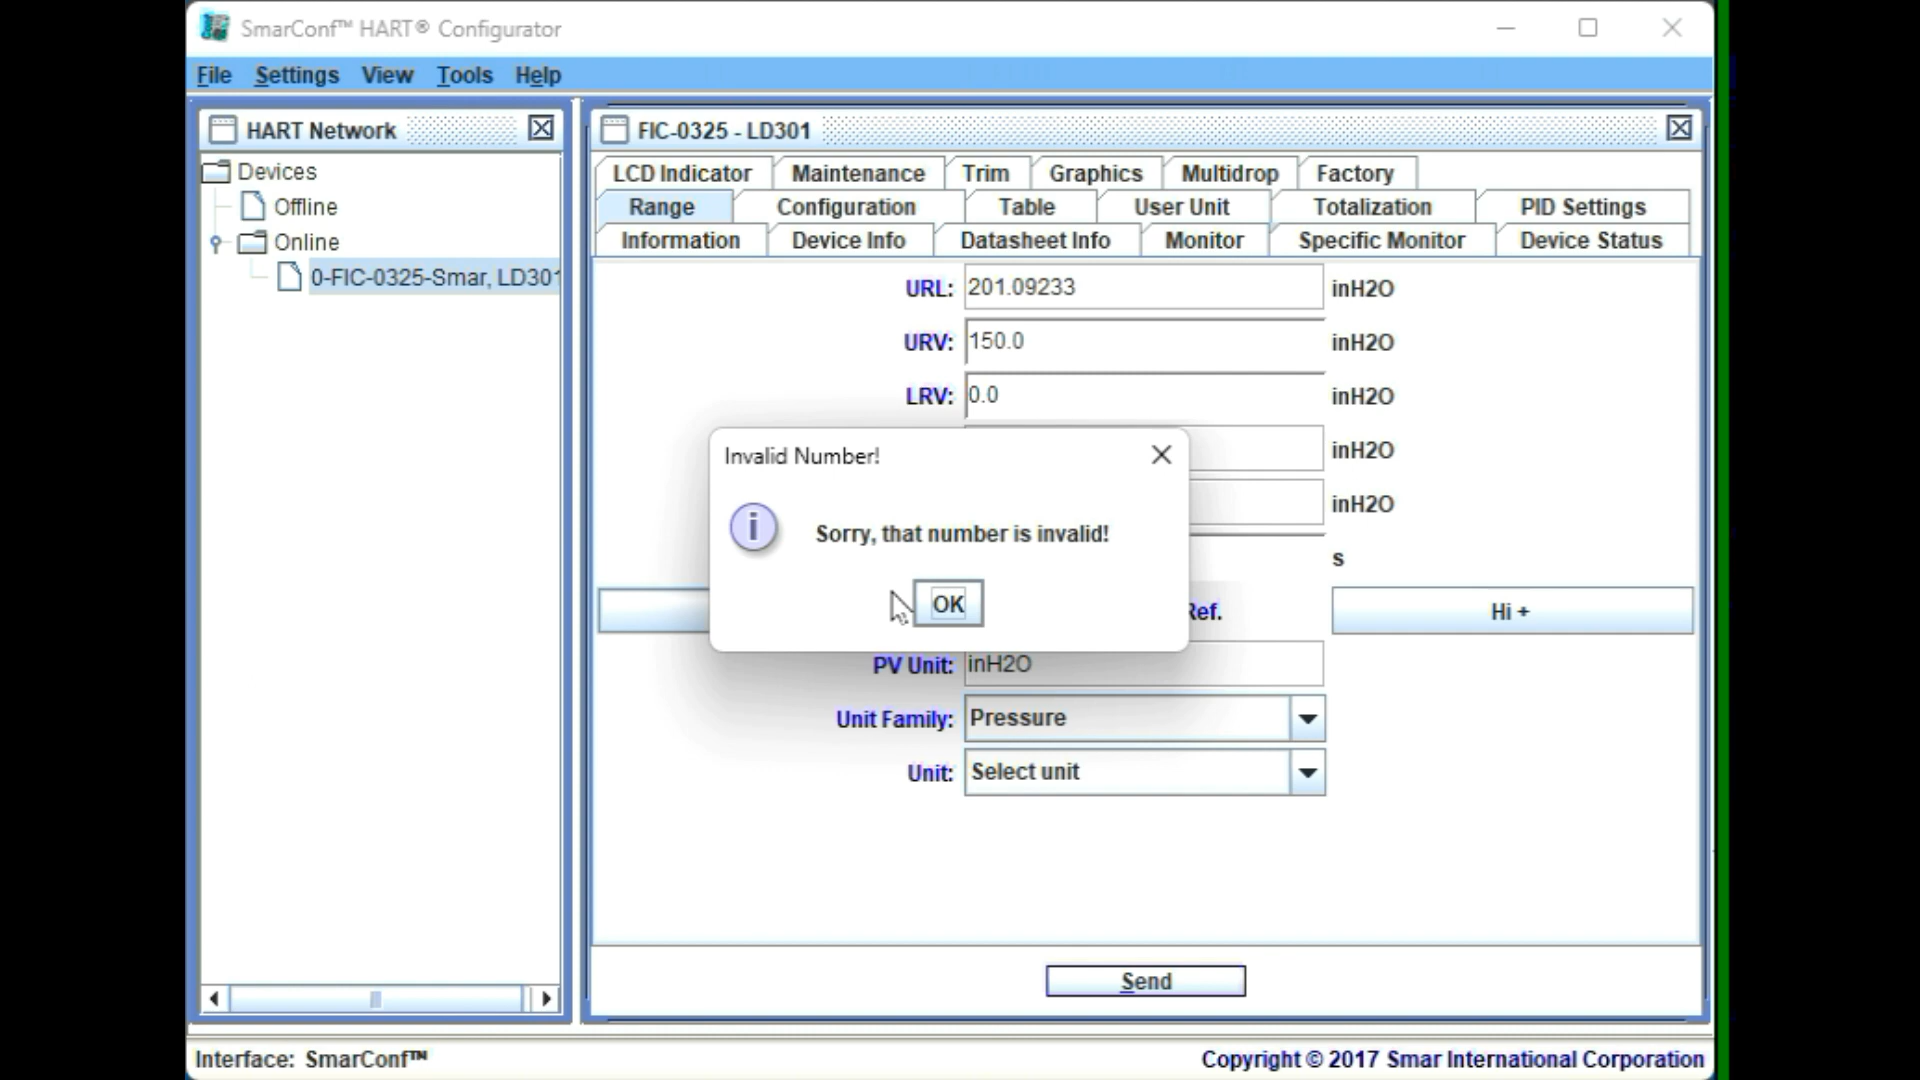 SmarConf™ HART® Configurator
File Settings View Tools Help
HART Network
Devices
Offline
Online
0-FIC-0325-Smar, LD301
FIC-0325 - LD301
LCD Indicator Maintenance Trim Graphics Multidrop Factory
Range Configuration Table User Unit Totalization PID Settings
Information Device Info Datasheet Info Monitor Specific Monitor Device Status
URL: 201.09233 inH2O
URV: 150.0 inH2O
LRV: 0.0 inH2O
inH2O
inH2O
s
Invalid Number!
Sorry, that number is invalid!
OK
Ref. Hi +
PV Unit: inH2O
Unit Family: Pressure
Unit: Select unit
Send
Interface: SmarConf™
Copyright © 2017 Smar International Corporation